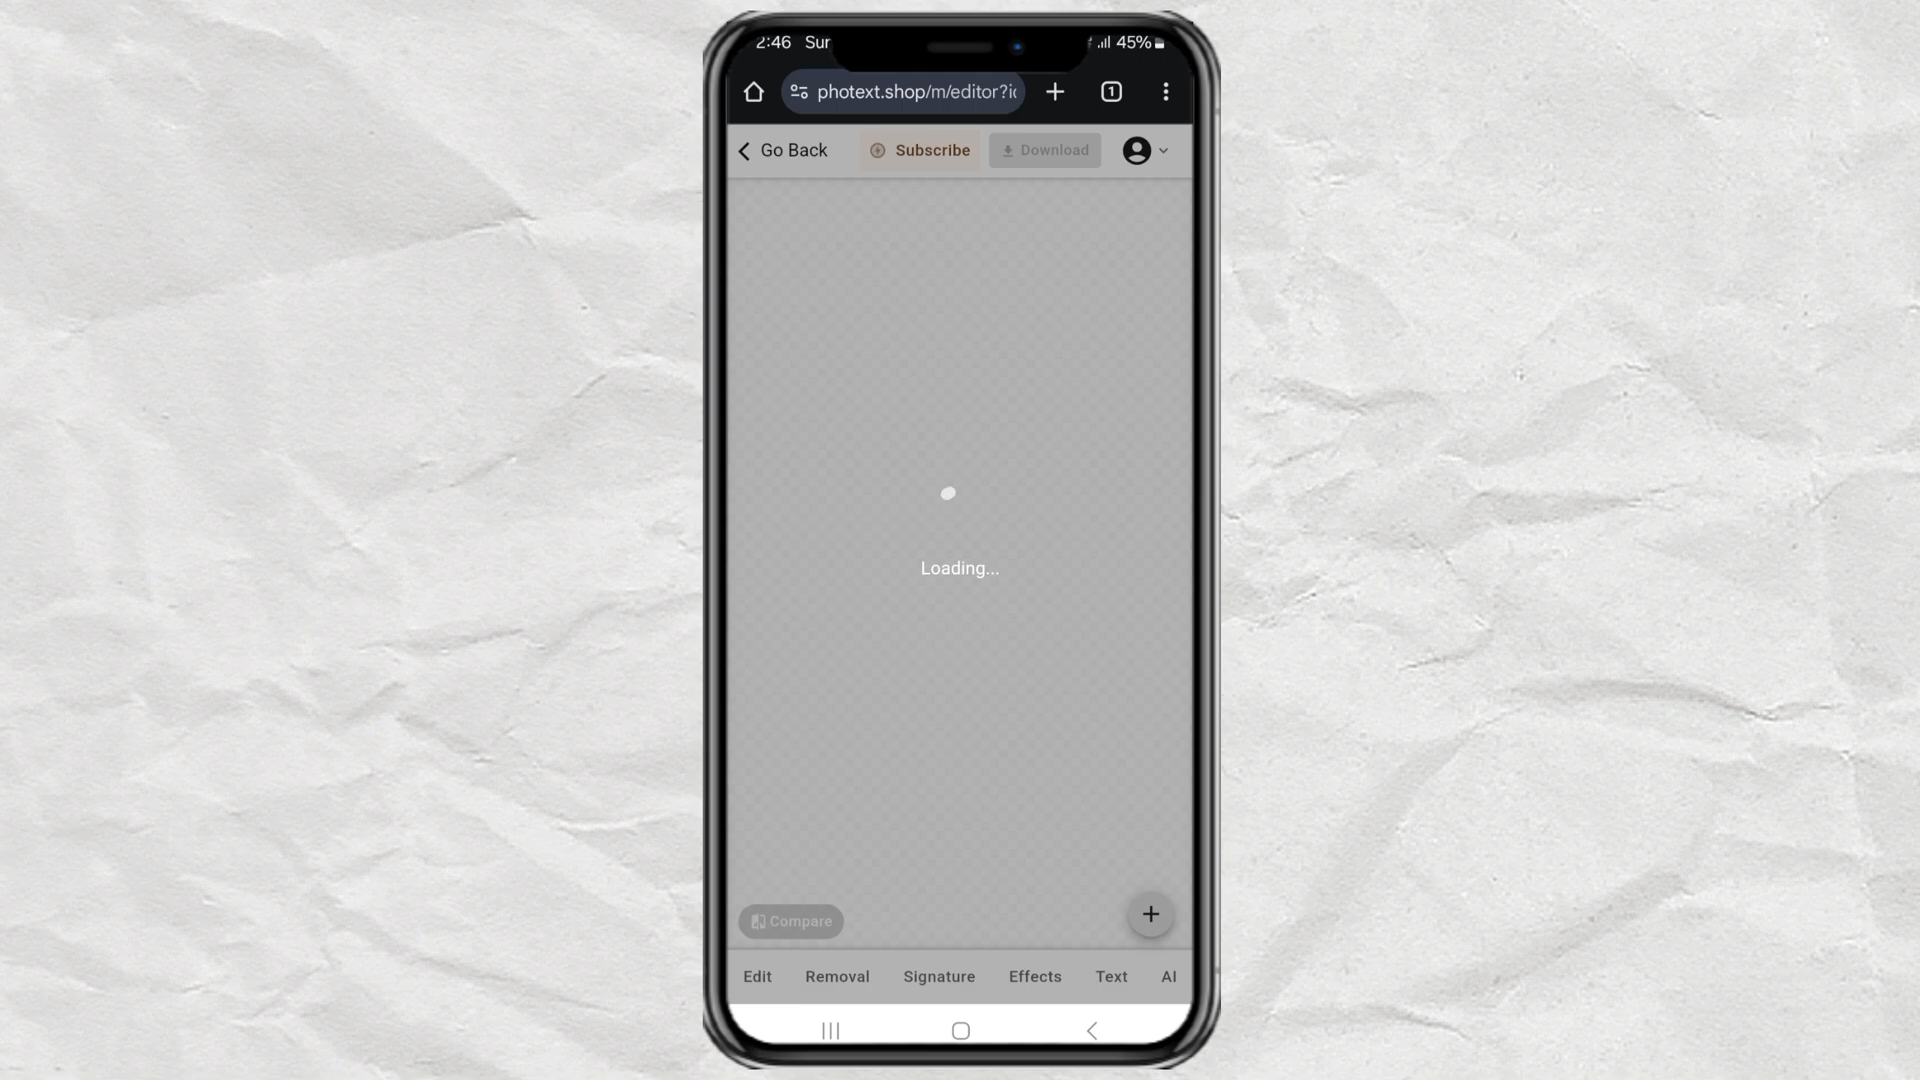 2:46 Sur 45%
photext.shop/m/editor?i
1
Go Back Subscribe Download
Loading...
Compare
Edit Removal Signature Effects Text AI